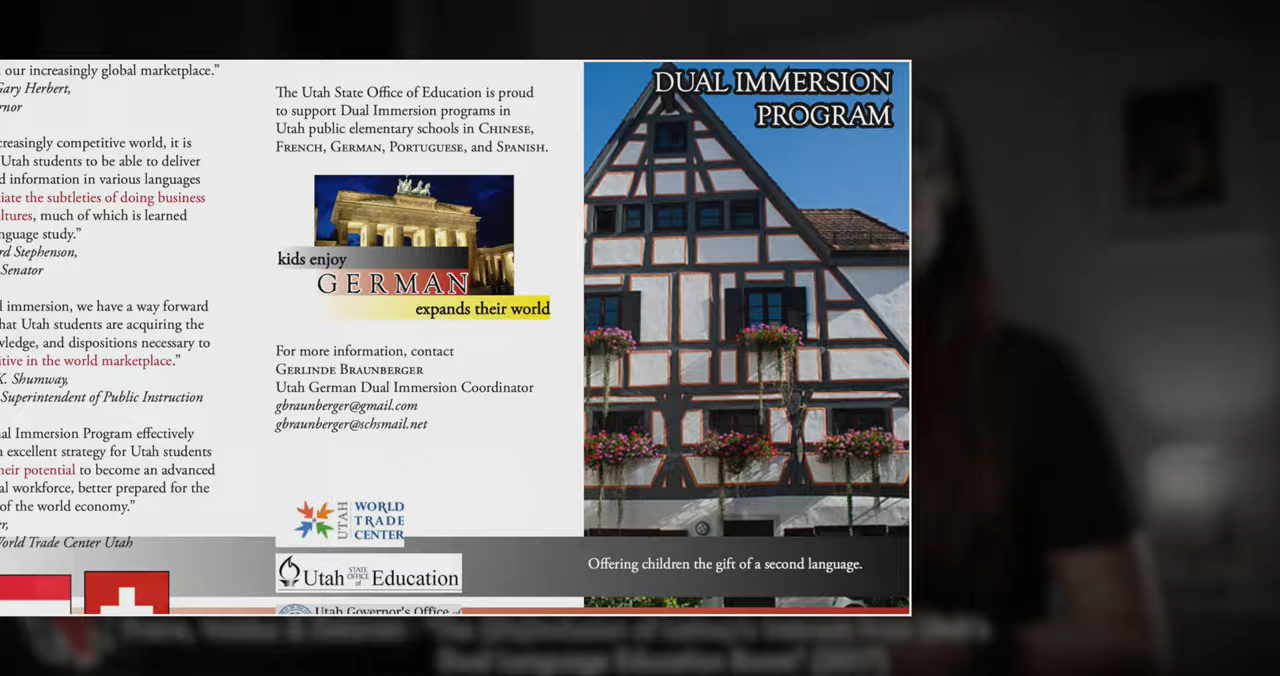 our increasingly global marketplace.”
Gary Herbert,
creasingly competitive world, it is
Utah students to be able to deliver
d information in various languages
iate the subtleties of doing business
ltures, much of which is learned
nguage study.”
rd Stephenson,
Senator
l immersion, we have a way forward
hat Utah students are acquiring the
wledge, and dispositions necessary to
itive in the world marketplace.”
K. Shumway,
Superintendent of Public Instruction
al Immersion Program effectively
n excellent strategy for Utah students
heir potential to become an advanced
al workforce, better prepared for the
of the world economy.”
World Trade Center Utah
The Utah State Office of Education is proud
to support Dual Immersion programs in
Utah public elementary schools in CHINESE,
FRENCH, GERMAN, PORTUGUESE, and SPANISH.
kids enjoy
GERMAN
expands their world
For more information, contact
GERLINDE BRAUNBERGER
Utah German Dual Immersion Coordinator
gbraunberger@gmail.com
gbraunberger@schsmail.net
UTAH
WORLD
TRADE
CENTER
Utah STATE OFFICE of Education
Utah Governor's Office of
DUAL IMMERSION
PROGRAM
Offering children the gift of a second language.